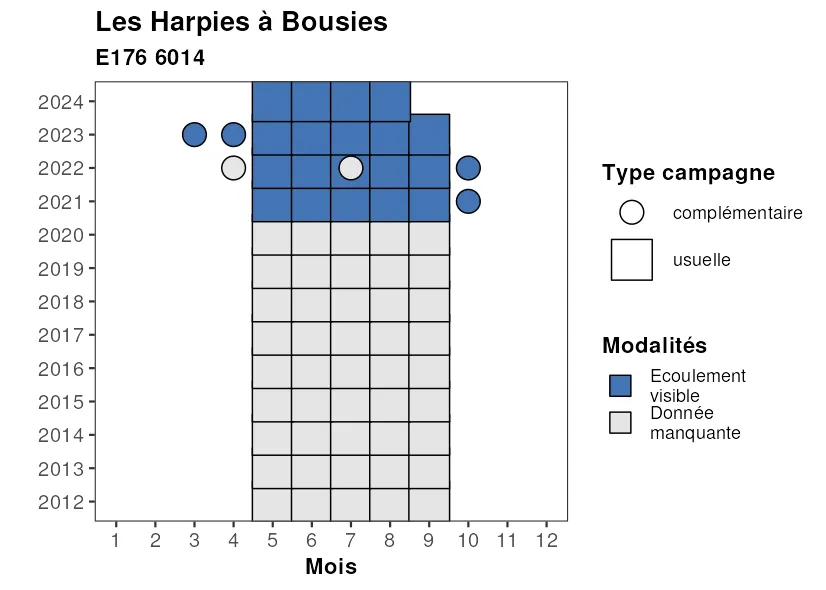 Les Harpies à Bousies
E176 6014
2024
2023
2022
2021
2020
2019
2018
2017
2016
2015
2014
2013
2012
1 2 3 4 5 6 7 8 9 10 11 12
Mois
Type campagne
complémentaire
usuelle
Modalités
Ecoulement
visible
Donnée
manquante